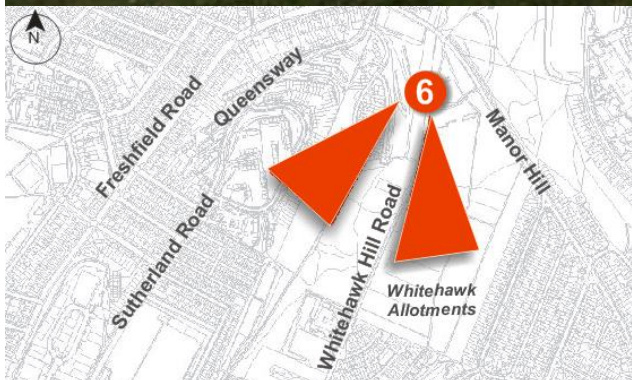 N
6
Queensway
Freshfield Road
Manor Hill
Sutherland Road
Whitehawk Hill Road
Whitehawk
Allotments